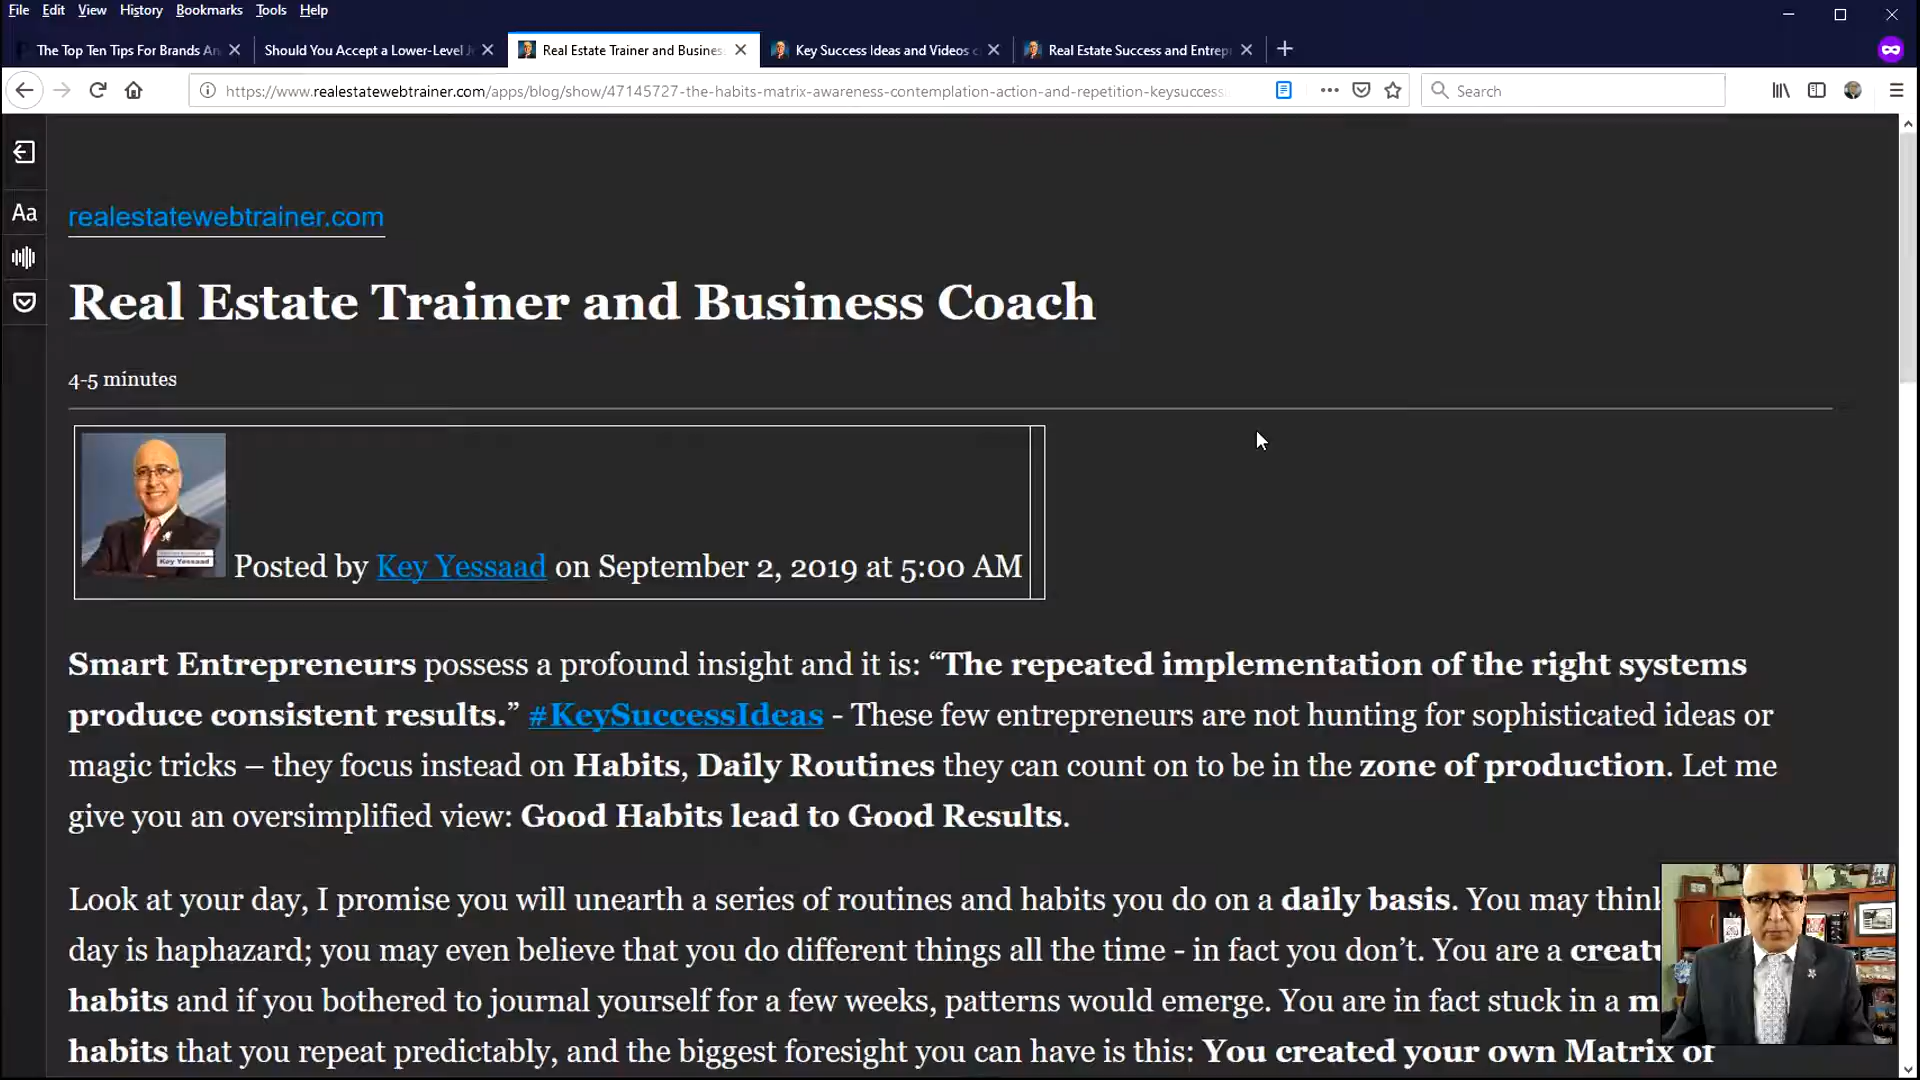 File Edit View History Bookmarks Tools Help
The Top Ten Tips For Brands An
Should You Accept a Lower-Level J
Real Estate Trainer and Busines
Key Success Ideas and Videos c
Real Estate Success and Entrep
https://www.realestatewebtrainer.com/apps/blog/show/47145727-the-habits-matrix-awareness-contemplation-action-and-repetition-keysuccessi
Search
Aa
realestatewebtrainer.com
Real Estate Trainer and Business Coach
4-5 minutes
Key Yessaad
Posted by Key Yessaad on September 2, 2019 at 5:00 AM
Smart Entrepreneurs possess a profound insight and it is: “The repeated implementation of the right systems
produce consistent results.” #KeySuccessIdeas - These few entrepreneurs are not hunting for sophisticated ideas or
magic tricks – they focus instead on Habits, Daily Routines they can count on to be in the zone of production. Let me
give you an oversimplified view: Good Habits lead to Good Results.
Look at your day, I promise you will unearth a series of routines and habits you do on a daily basis. You may think
day is haphazard; you may even believe that you do different things all the time - in fact you don’t. You are a creatu
habits and if you bothered to journal yourself for a few weeks, patterns would emerge. You are in fact stuck in a m
habits that you repeat predictably, and the biggest foresight you can have is this: You created your own Matrix of